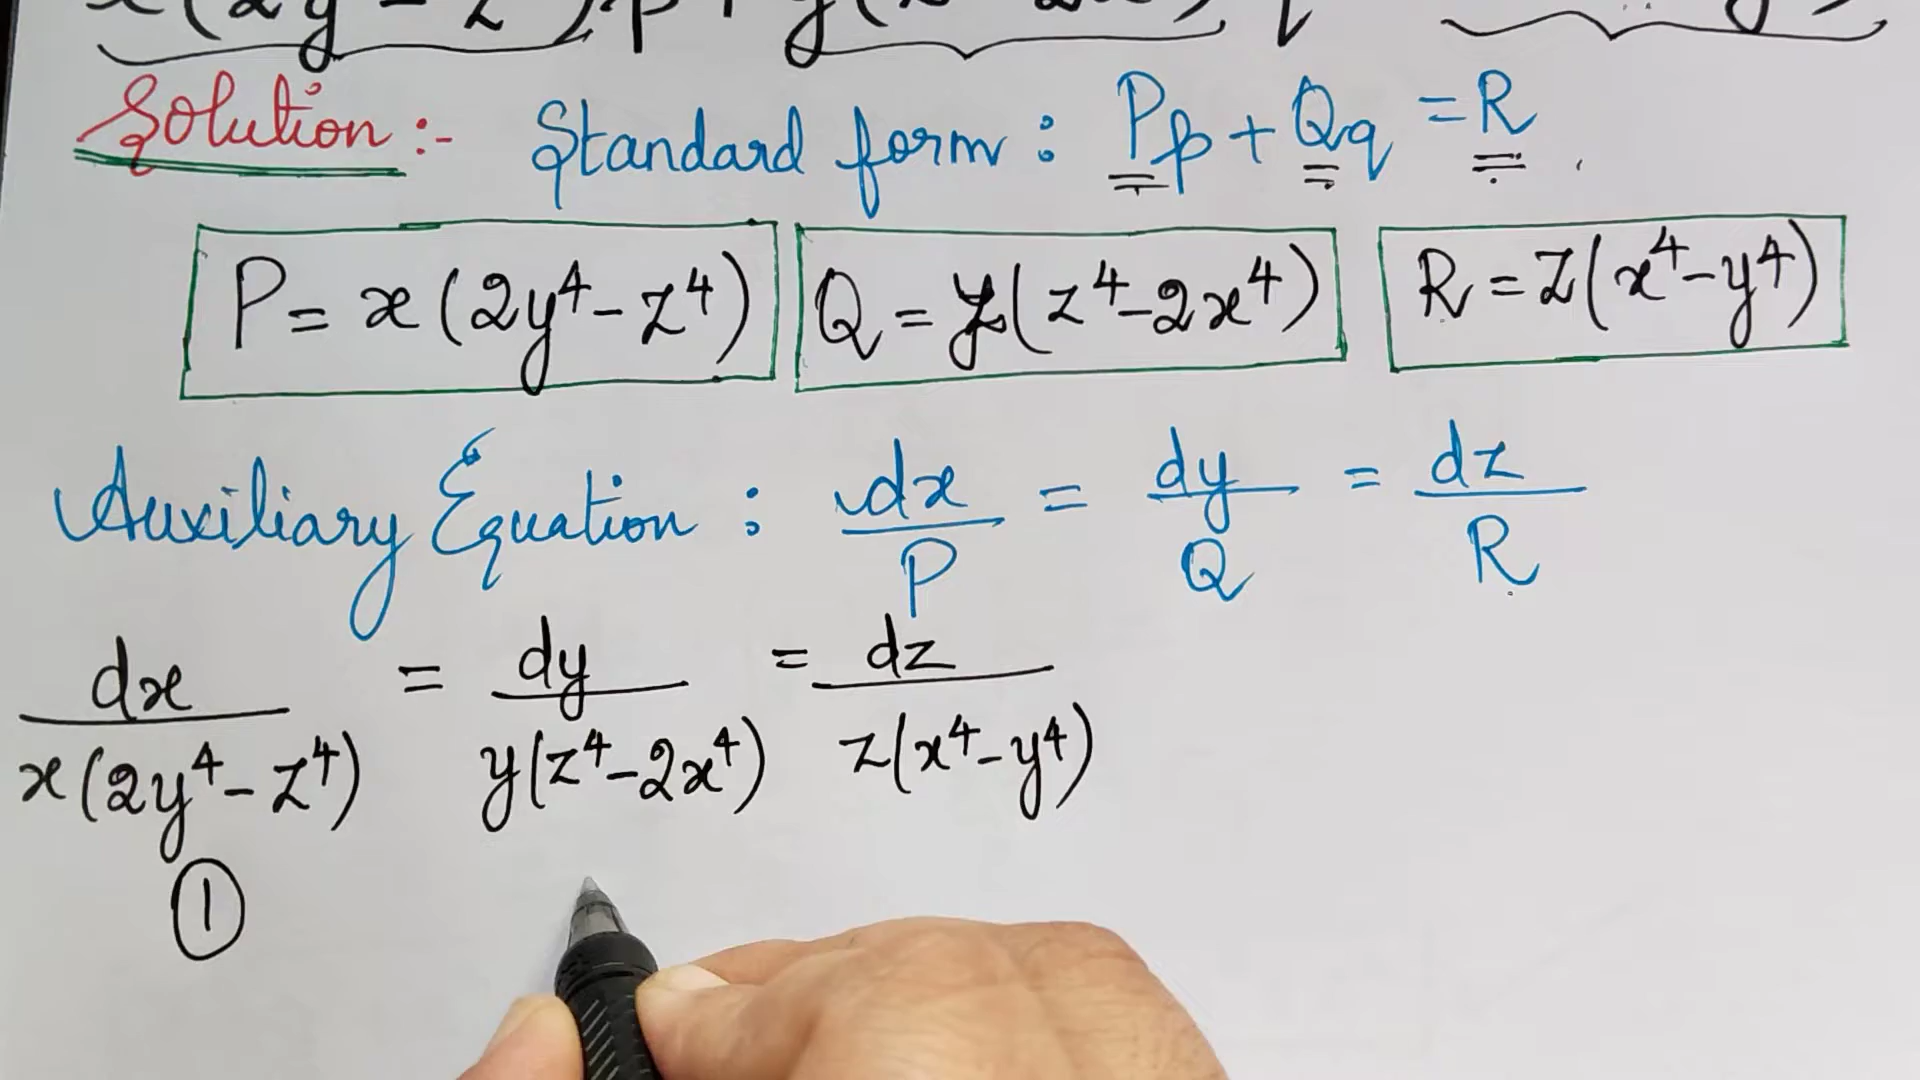 Solution :- Standard form : Pp + Qq = R
P = x(2y⁴ - z⁴) Q = y(z⁴ - 2x⁴) R = z(x⁴ - y⁴)
Auxiliary Equation : dx/P = dy/Q = dz/R
dx/x(2y⁴ - z⁴) = dy/y(z⁴ - 2x⁴) = dz/z(x⁴ - y⁴)
①